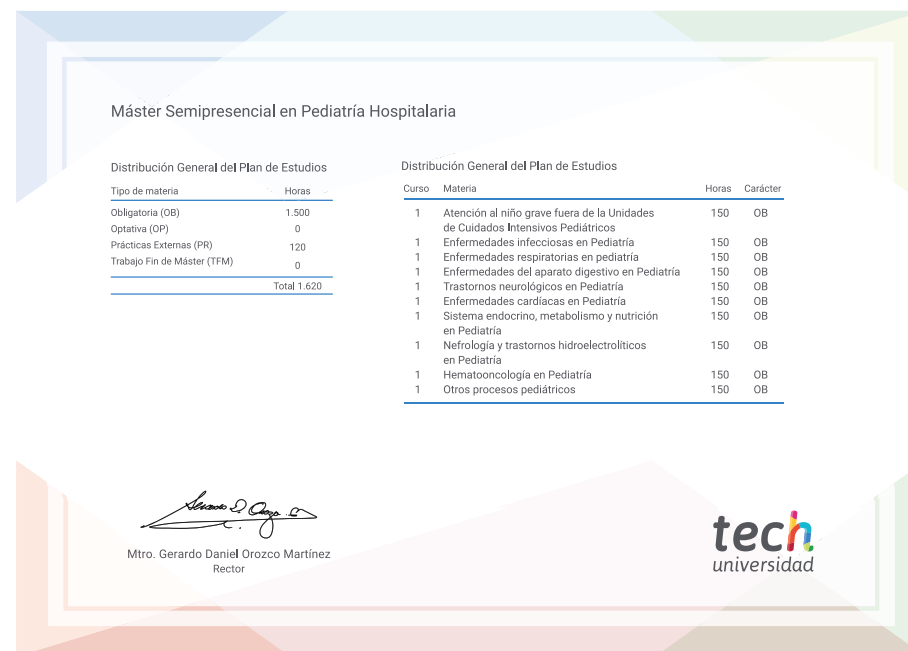 Máster Semipresencial en Pediatría Hospitalaria
Distribución General del Plan de Estudios
Tipo de materia Horas
Obligatoria (OB) 1.500
Optativa (OP) 0
Prácticas Externas (PR) 120
Trabajo Fin de Máster (TFM) 0
Total 1.620
Distribución General del Plan de Estudios
Curso Materia Horas Carácter
1 Atención al niño grave fuera de la Unidades 150 OB
de Cuidados Intensivos Pediátricos
1 Enfermedades infecciosas en Pediatría 150 OB
1 Enfermedades respiratorias en pediatría 150 OB
1 Enfermedades del aparato digestivo en Pediatría 150 OB
1 Trastornos neurológicos en Pediatría 150 OB
1 Enfermedades cardíacas en Pediatría 150 OB
1 Sistema endocrino, metabolismo y nutrición 150 OB
en Pediatría
1 Nefrología y trastornos hidroelectrolíticos 150 OB
en Pediatría
1 Hematooncología en Pediatría 150 OB
1 Otros procesos pediátricos 150 OB
Mtro. Gerardo Daniel Orozco Martínez
Rector
tech
universidad